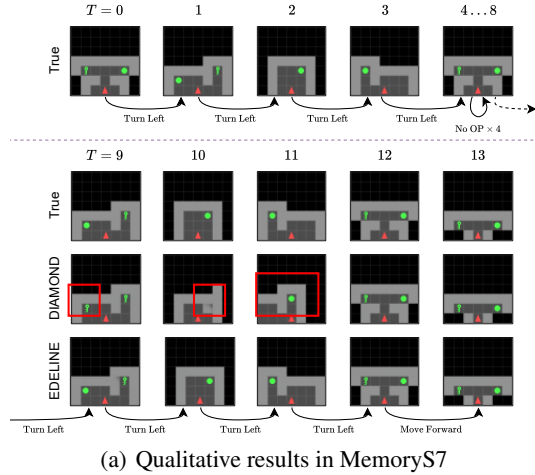 T = 0 1 2 3 4 . . . 8
True
Turn Left Turn Left Turn Left Turn Left
No OP × 4
T = 9 10 11 12 13
True
DIAMOND
EDELINE
Turn Left Turn Left Turn Left Turn Left Move Forward
(a) Qualitative results in MemoryS7